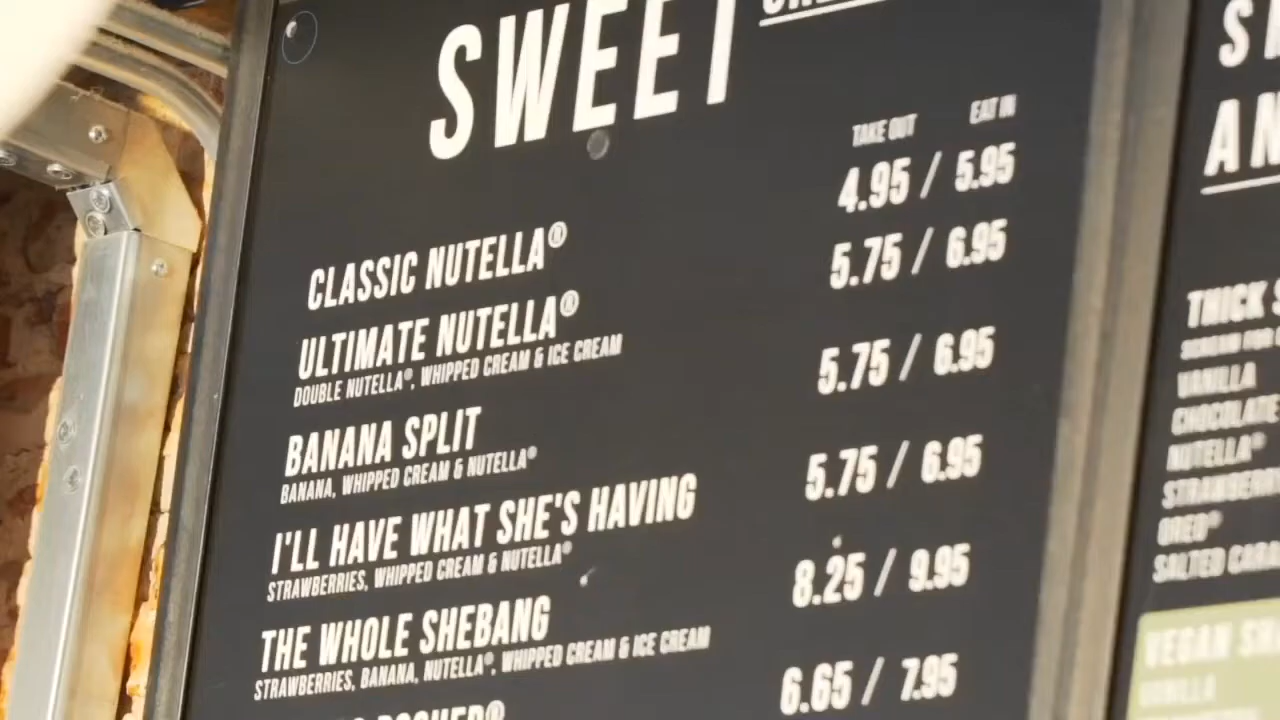 SWEET
TAKE OUT EAT IN
CLASSIC NUTELLA® 4.95 / 5.95
ULTIMATE NUTELLA® 5.75 / 6.95
DOUBLE NUTELLA®, WHIPPED CREAM & ICE CREAM
BANANA SPLIT 5.75 / 6.95
BANANA, WHIPPED CREAM & NUTELLA®
I'LL HAVE WHAT SHE'S HAVING 5.75 / 6.95
STRAWBERRIES, WHIPPED CREAM & NUTELLA®
THE WHOLE SHEBANG 8.25 / 9.95
STRAWBERRIES, BANANA, NUTELLA®, WHIPPED CREAM & ICE CREAM
6.65 / 7.95
THICK
VANILLA
CHOCOLATE
NUTELLA®
OREO®
SALTED
VEGAN
VANILLA